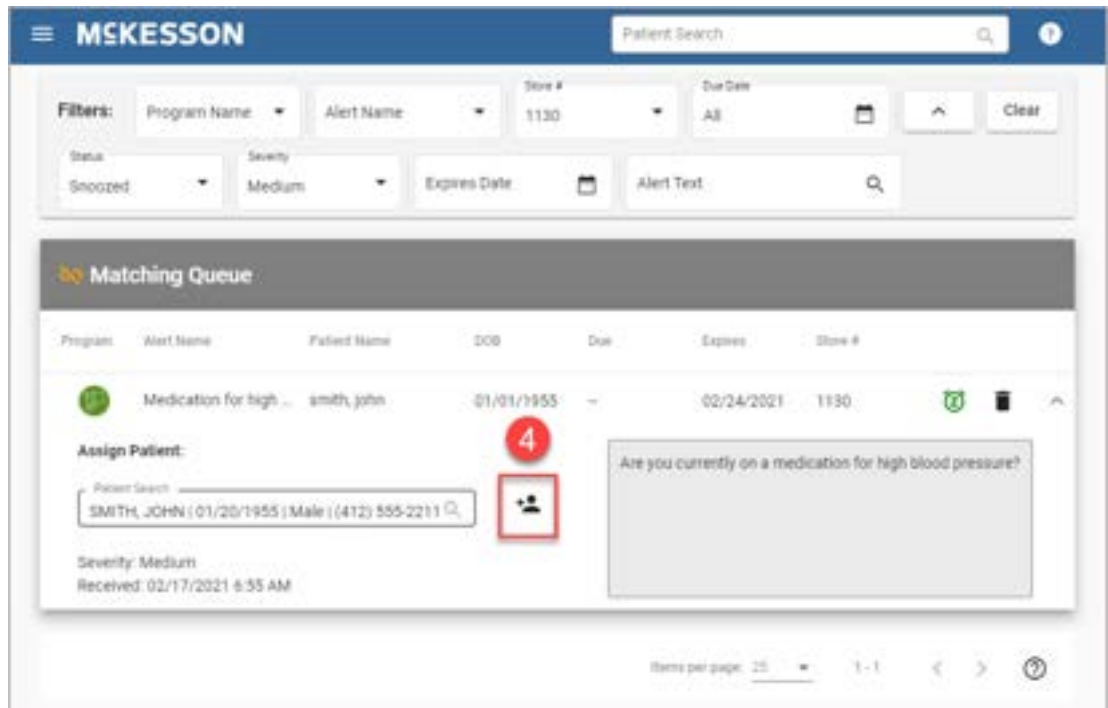 MCKESSON Patient Search ?
Filters: Program Name Alert Name Store # 1130 Due Date All Clear
Status Snoozed Severity Medium Expires Date Alert Text
Matching Queue
Program Alert Name Patient Name DOB Due Expires Store #
Medication for high ... smith, john 01/01/1955 -- 02/24/2021 1130
Assign Patient:
4
Are you currently on a medication for high blood pressure?
Patient Search
SMITH, JOHN | 01/20/1955 | Male | (412) 555-2211
Severity: Medium
Received: 02/17/2021 6:55 AM
Items per page: 25 1 - 1 < > ?